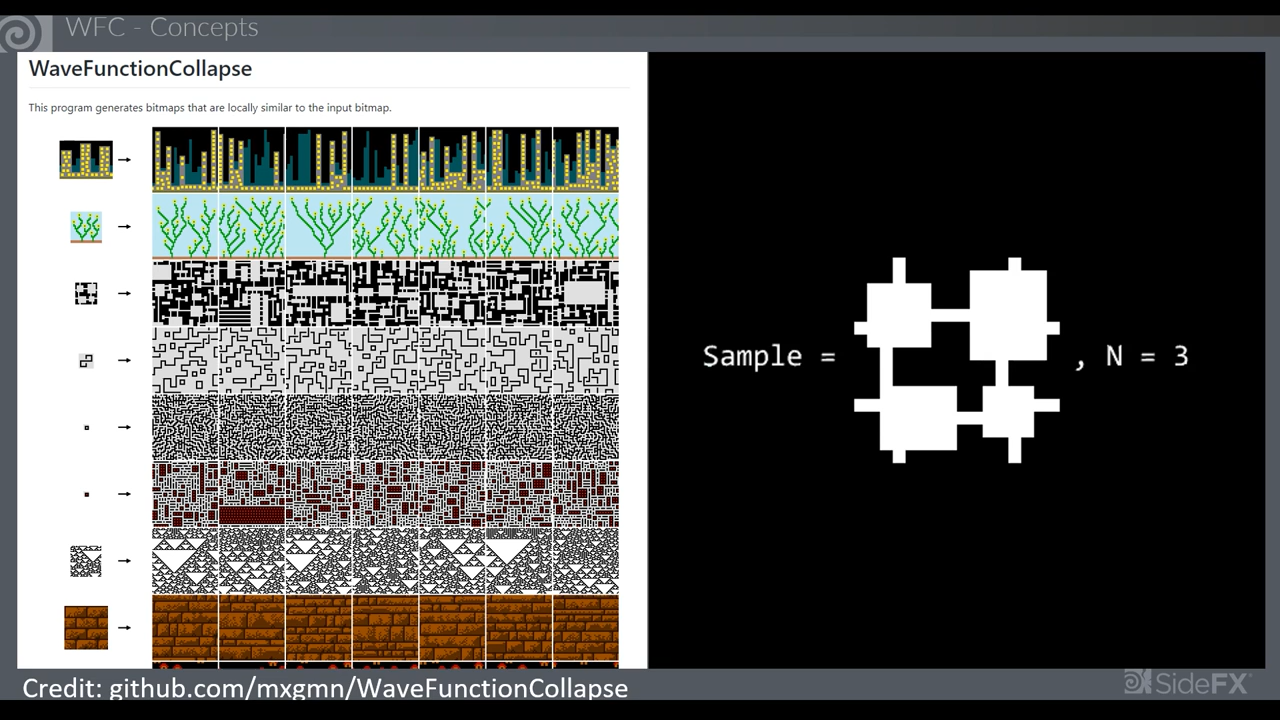 WFC - Concepts
WaveFunctionCollapse
This program generates bitmaps that are locally similar to the input bitmap.
Sample = , N = 3
Credit: github.com/mxgmn/WaveFunctionCollapse
SideFX